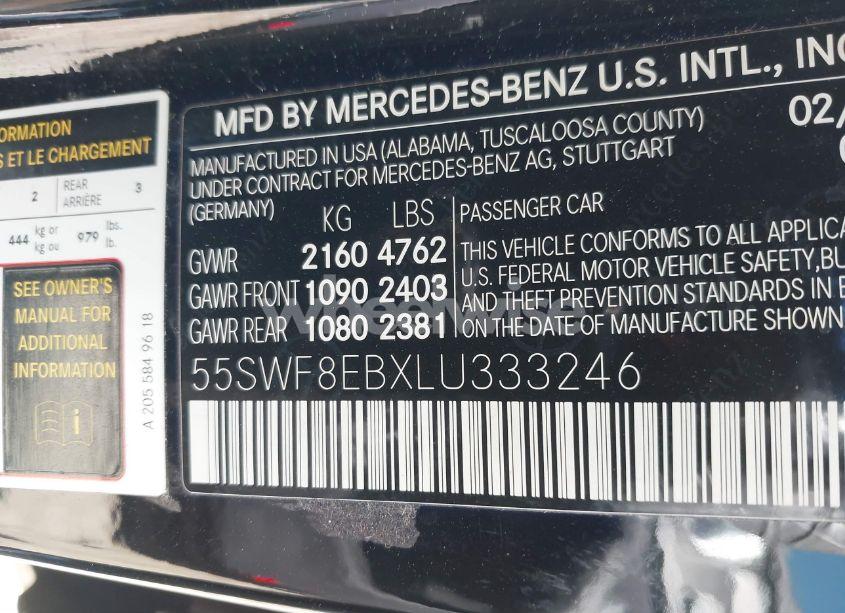 ORMATION
S ET LE CHARGEMENT
2 REAR ARRIÈRE 3
444 kg or kg ou 979 lbs. lb.
SEE OWNER'S
MANUAL FOR
ADDITIONAL
INFORMATION
A 205 584 96 18
MFD BY MERCEDES-BENZ U.S. INTL., INC
MANUFACTURED IN USA (ALABAMA, TUSCALOOSA COUNTY)
UNDER CONTRACT FOR MERCEDES-BENZ AG, STUTTGART
(GERMANY)
02/
KG LBS
GVWR 2160 4762
GAWR FRONT 1090 2403
GAWR REAR 1080 2381
PASSENGER CAR
THIS VEHICLE CONFORMS TO ALL APPLICA
U.S. FEDERAL MOTOR VEHICLE SAFETY,BU
AND THEFT PREVENTION STANDARDS IN E
ON THE DATE OF MANUFACTURE SHOWN
55SWF8EBXLU333246